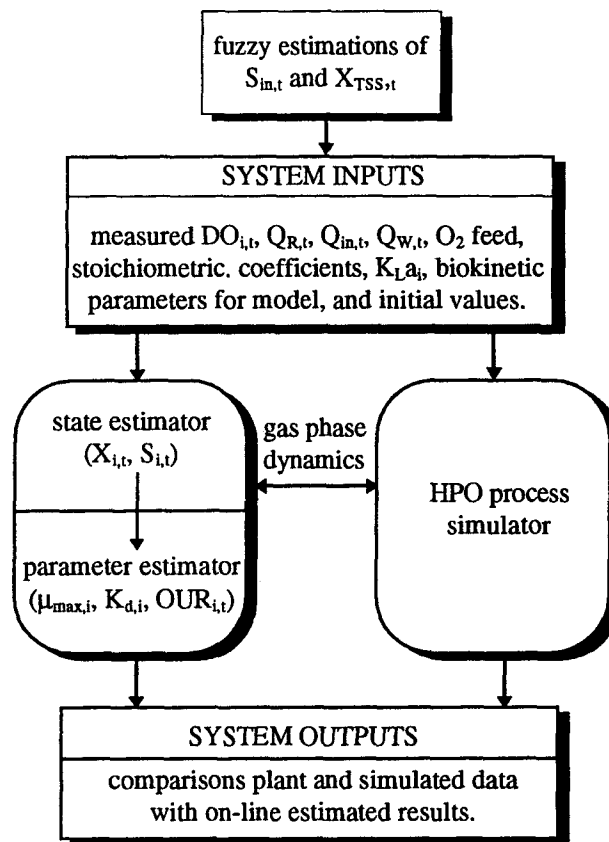 fuzzy estimations of
S_in,t and X_TSS,t
SYSTEM INPUTS
measured DO_i,t, Q_R,t, Q_in,t, Q_W,t, O_2 feed,
stoichiometric. coefficients, K_La_i, biokinetic
parameters for model, and initial values.
state estimator
(X_i,t, S_i,t)
gas phase
dynamics
HPO process
simulator
parameter estimator
(μ_max,i, K_d,i, OUR_i,t)
SYSTEM OUTPUTS
comparisons plant and simulated data
with on-line estimated results.